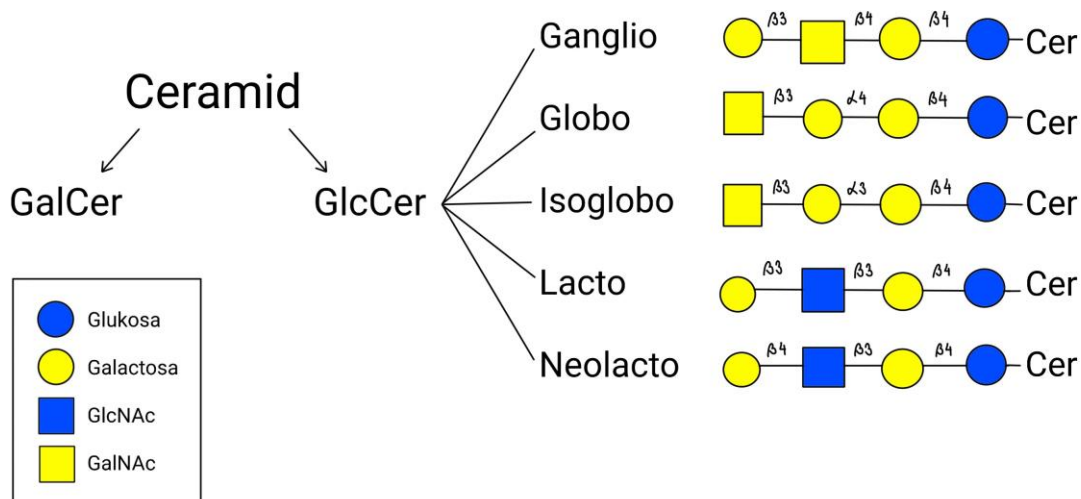 Ceramid
GalCer
GlcCer
Ganglio
β3 β4 β4 Cer
Globo
β3 α4 β4 Cer
Isoglobo
β3 α3 β4 Cer
Lacto
β3 β3 β4 Cer
Neolacto
β4 β3 β4 Cer
Glukosa
Galactosa
GlcNAc
GalNAc